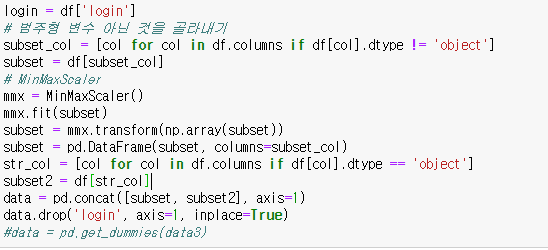 login = df['login']
# 범주형 변수 아닌 것을 골라내기
subset_col = [col for col in df.columns if df[col].dtype != 'object']
subset = df[subset_col]
# MinMaxScaler
mmx = MinMaxScaler()
mmx.fit(subset)
subset = mmx.transform(np.array(subset))
subset = pd.DataFrame(subset, columns=subset_col)
str_col = [col for col in df.columns if df[col].dtype == 'object']
subset2 = df[str_col]
data = pd.concat([subset, subset2], axis=1)
data.drop('login', axis=1, inplace=True)
#data = pd.get_dummies(data3)